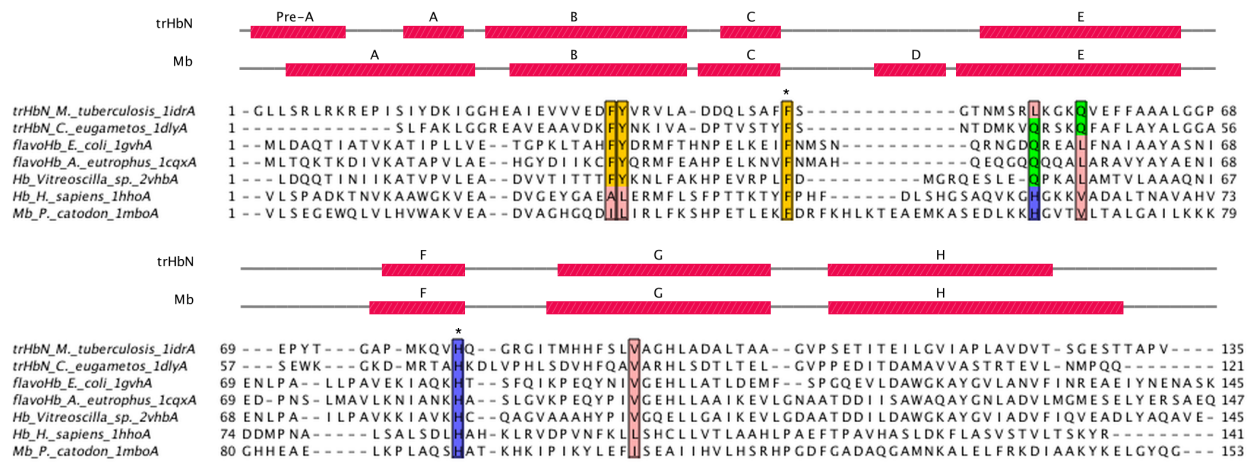 Pre-A A B C E
trHbN
A B C D E
Mb
*
trHbN_M._tuberculosis_1idrA 1 - G L L S R L R K R E P I S I Y D K I G G H E A I E V V V E D F Y V R V L A - D D Q L S A F F S - - - - - - - - - - - - - G T N M S R L K G K Q V E F F A A A L G G P 68
trHbN_C._eugametos_1dlyA 1 - - - - - - - - - - - - - S L F A K L G G R E A V E A A V D K F Y N K I V A - D P T V S T Y F S - - - - - - - - - - - - - N T D M K V Q R S K Q F A F L A Y A L G G A 56
flavoHb_E._coli_1gvhA 1 - - M L D A Q T I A T V K A T I P L L V E - - T G P K L T A H F Y D R M F T H N P E L K E I F N M S N - - - - - - - - - - - Q R N G D Q R E A L F N A I A A Y A S N I 68
flavoHb_A._eutrophus_1cqxA 1 - - M L T Q K T K D I V K A T A P V L A E - - H G Y D I I K C F Y Q R M F E A H P E L K N V F N M A H - - - - - - - - - - - Q E Q G Q Q Q Q A L A R A V Y A Y A E N I 68
Hb_Vitreoscilla_sp._2vhbA 1 - - L D Q Q T I N I I K A T V P V L K E A - - D V V T I T T T F Y K N L F A K H P E V R P L F D - - - - - - - - - - M G R Q E S L E - Q P K A L A M T V L A A A Q N I 67
Hb_H._sapiens_1hhoA 1 - - V L S P A D K T N V K A A W G K V E A - - D V G E Y G A E A L E R M F L S F P T T K T Y F P H F - - - - - - D L S H G S A Q V K G H G K K V A D A L T N A V A H V 73
Mb_P._catodon_1mboA 1 - - V L S E G E W Q L V L H V W A K V E A - - D V A G H G Q D I L I R L F K S H P E T L E K F D R F K H L K T E A E M K A S E D L K K H G V T V L T A L G A I L K K K 79
F G H
trHbN
F G H
Mb
*
trHbN_M._tuberculosis_1idrA 69 - - - E P Y T - - - G A P - M K Q V H Q - - G R G I T M H H F S L V A G H L A D A L T A A - - G V P S E T I T E I L G V I A P L A V D V T - S G E S T T A P V - - - - 135
trHbN_C._eugametos_1dlyA 57 - - - S E W K - - - G K D - M R T A H K D L V P H L S D V H F Q A V A R H L S D T L T E L - - G V P P E D I T D A M A V V A S T R T E V L - N M P Q Q - - - - - - - - 121
flavoHb_E._coli_1gvhA 69 E N L P A - - L L P A V E K I A Q K H T - - S F Q I K P E Q Y N I V G E H L L A T L D E M F - - S P G Q E V L D A W G K A Y G V L A N V F I N R E A E I Y N E N A S K 145
flavoHb_A._eutrophus_1cqxA 69 E D - P N S - L M A V L K N I A N K H A - - S L G V K P E Q Y P I V G E H L L A A I K E V L G N A A T D D I I S A W A Q A Y G N L A D V L M G M E S E L Y E R S A E Q 147
Hb_Vitreoscilla_sp._2vhbA 68 E N L P A - - I L P A V K K I A V K H C - - Q A G V A A A H Y P I V G Q E L L G A I K E V L G D A A T D D I L D A W G K A Y G V I A D V F I Q V E A D L Y A Q A V E - 145
Hb_H._sapiens_1hhoA 74 D D M P N A - - - - - L S A L S D L H A H - K L R V D P V N F K L L S H C L L V T L A A H L P A E F T P A V H A S L D K F L A S V S T V L T S K Y R - - - - - - - - - 141
Mb_P._catodon_1mboA 80 G H H E A E - - - - - L K P L A Q S H A T - K H K I P I K Y L E F I S E A I I H V L H S R H P G D F G A D A Q G A M N K A L E L F R K D I A A K Y K E L G Y Q G - - - 153